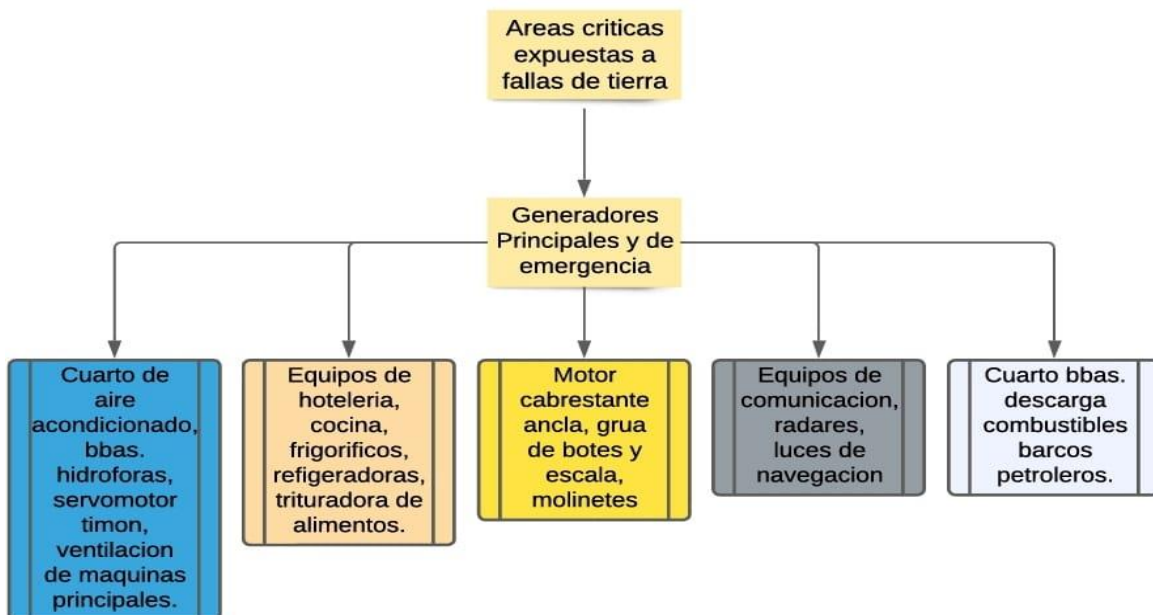 Areas criticas
expuestas a
fallas de tierra
Generadores
Principales y de
emergencia
Cuarto de
aire
acondicionado,
bbas.
hidroforas,
servomotor
timon,
ventilacion
de maquinas
principales.
Equipos de
hoteleria,
cocina,
frigorificos,
refigeradoras,
trituradora de
alimentos.
Motor
cabrestante
ancla, grua
de botes y
escala,
molinetes
Equipos de
comunicacion,
radares,
luces de
navegacion
Cuarto bbas.
descarga
combustibles
barcos
petroleros.